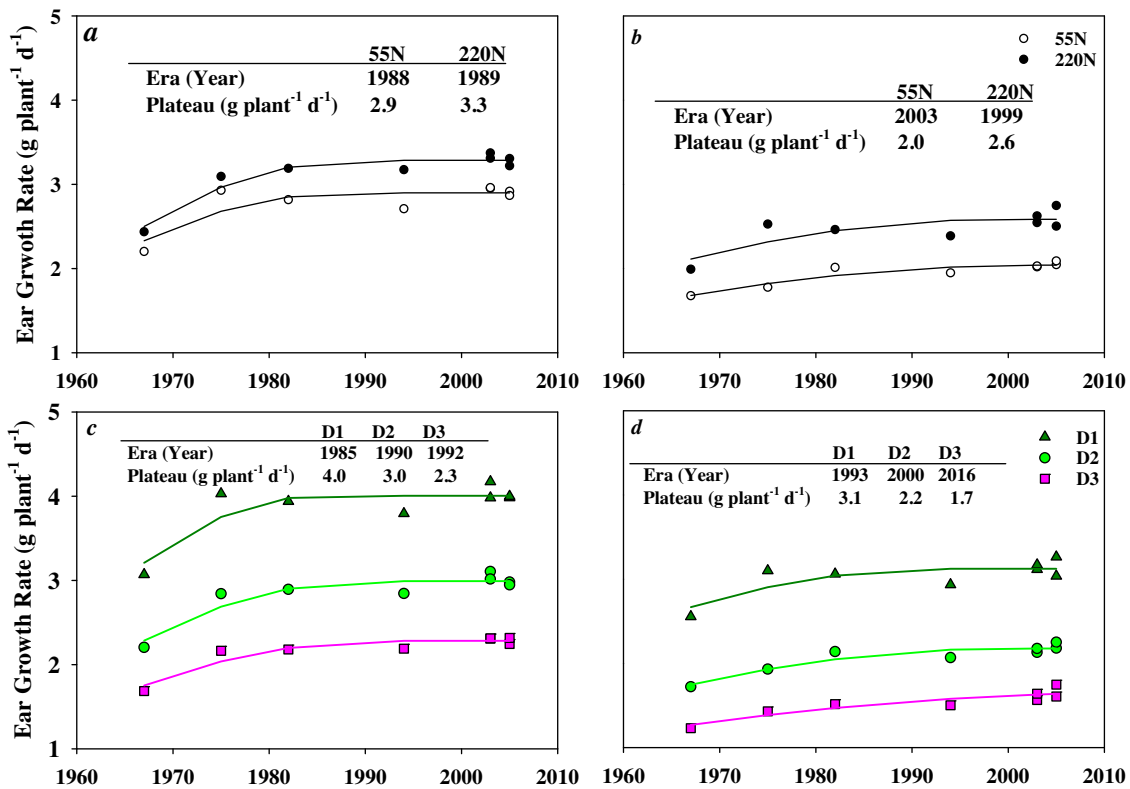 a
55N 220N
Era (Year) 1988 1989
Plateau (g plant-1 d-1) 2.9 3.3
Ear Grwoth Rate (g plant-1 d-1)
5
4
3
2
1
1960 1970 1980 1990 2000 2010
b
55N
220N
55N 220N
Era (Year) 2003 1999
Plateau (g plant-1 d-1) 2.0 2.6
1960 1970 1980 1990 2000 2010
c
D1 D2 D3
Era (Year) 1985 1990 1992
Plateau (g plant-1 d-1) 4.0 3.0 2.3
Ear Growth Rate (g plant-1 d-1)
5
4
3
2
1
1960 1970 1980 1990 2000 2010
d
D1
D2
D3
D1 D2 D3
Era (Year) 1993 2000 2016
Plateau (g plant-1 d-1) 3.1 2.2 1.7
1960 1970 1980 1990 2000 2010